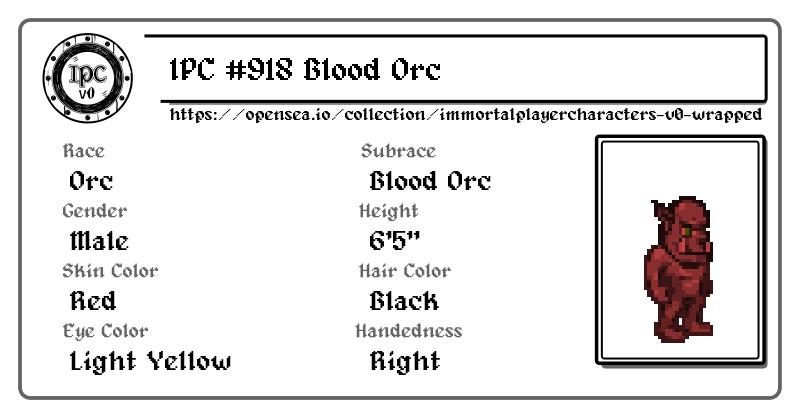 IPC
v0
IPC #918 Blood Orc
https://opensea.io/collection/immortalplayercharacters-v0-wrapped
Race
Subrace
Orc
Blood Orc
Gender
Height
Male
6'5"
Skin Color
Hair Color
Red
Black
Eye Color
Handedness
Light Yellow
Right